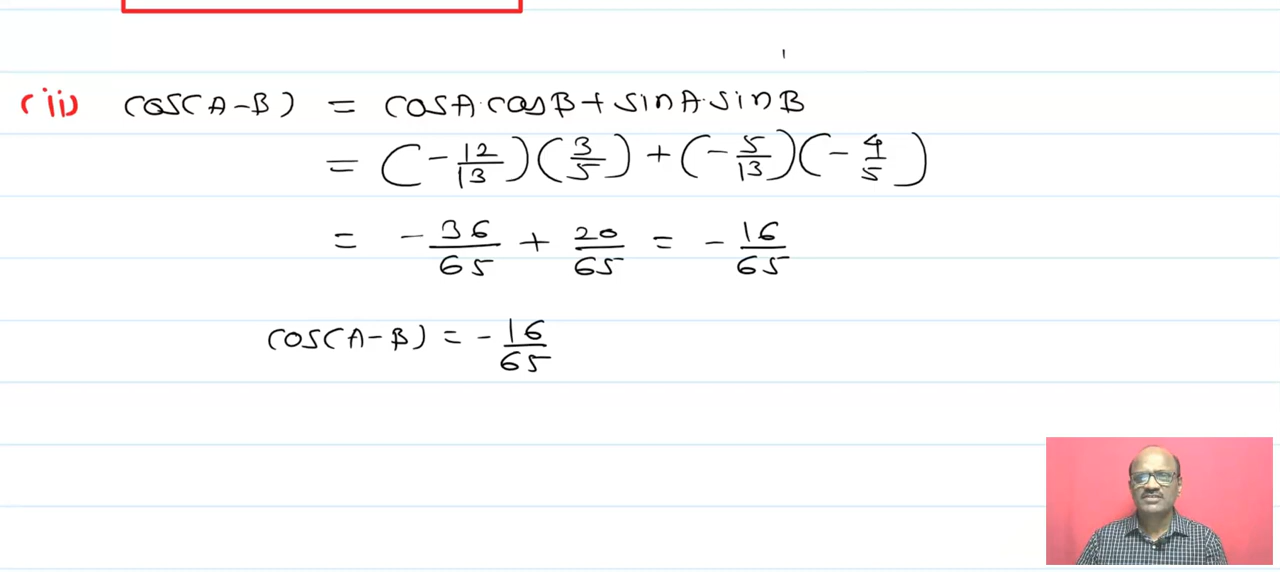 (ii) cos(A-B) = cosA.cosB+sinA.sinB
= (-12/13)(3/5)+(-5/13)(-4/5)
= -36/65 + 20/65 = -16/65
cos(A-B) = -16/65